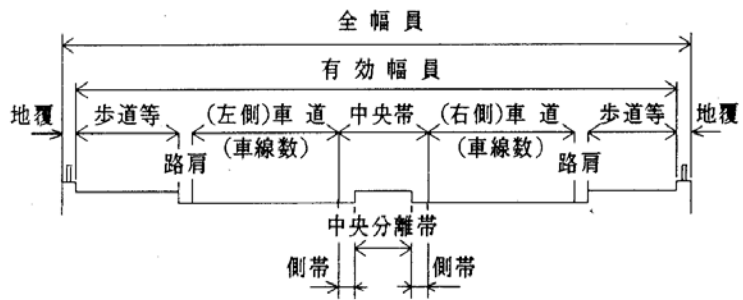 全幅員
有効幅員
地覆 歩道等 (左側)車道 中央帯 (右側)車道 歩道等 地覆
路肩 (車線数) (車線数) 路肩
中央分離帯
側帯 側帯